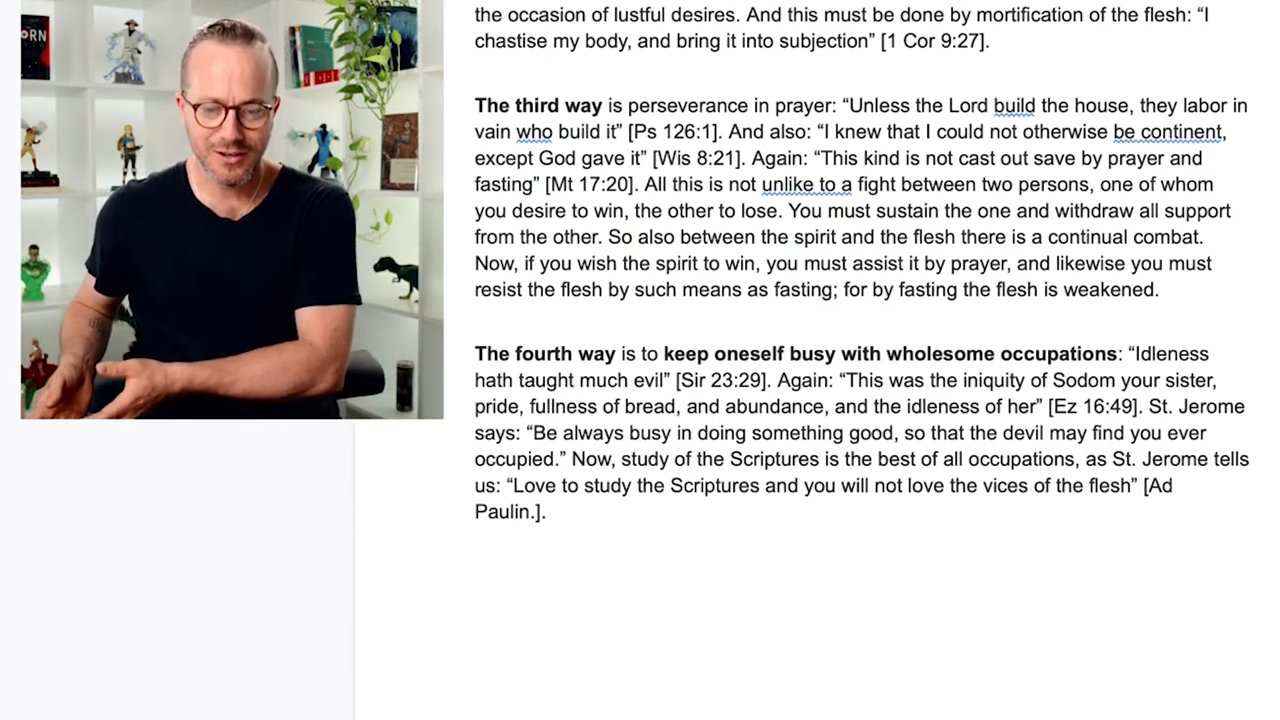 ORN
the occasion of lustful desires. And this must be done by mortification of the flesh: “I
chastise my body, and bring it into subjection” [1 Cor 9:27].
The third way is perseverance in prayer: “Unless the Lord build the house, they labor in
vain who build it” [Ps 126:1]. And also: “I knew that I could not otherwise be continent,
except God gave it” [Wis 8:21]. Again: “This kind is not cast out save by prayer and
fasting” [Mt 17:20]. All this is not unlike to a fight between two persons, one of whom
you desire to win, the other to lose. You must sustain the one and withdraw all support
from the other. So also between the spirit and the flesh there is a continual combat.
Now, if you wish the spirit to win, you must assist it by prayer, and likewise you must
resist the flesh by such means as fasting; for by fasting the flesh is weakened.
The fourth way is to keep oneself busy with wholesome occupations: “Idleness
hath taught much evil” [Sir 23:29]. Again: “This was the iniquity of Sodom your sister,
pride, fullness of bread, and abundance, and the idleness of her” [Ez 16:49]. St. Jerome
says: “Be always busy in doing something good, so that the devil may find you ever
occupied.” Now, study of the Scriptures is the best of all occupations, as St. Jerome tells
us: “Love to study the Scriptures and you will not love the vices of the flesh” [Ad
Paulin.].